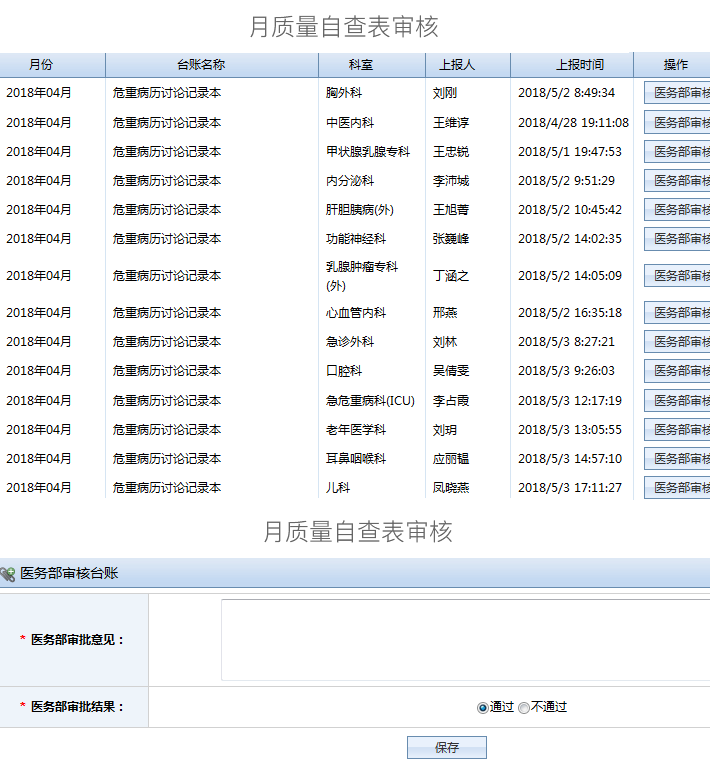 月质量自查表审核
月份 台账名称 科室 上报人 上报时间 操作
2018年04月 危重病历讨论记录本 胸外科 刘刚 2018/5/2 8:49:34 医务部审核
2018年04月 危重病历讨论记录本 中医内科 王维谆 2018/4/28 19:11:08 医务部审核
2018年04月 危重病历讨论记录本 甲状腺乳腺专科 王忠锐 2018/5/1 19:47:53 医务部审核
2018年04月 危重病历讨论记录本 内分泌科 李沛城 2018/5/2 9:51:29 医务部审核
2018年04月 危重病历讨论记录本 肝胆胰病(外) 王旭菁 2018/5/2 10:45:42 医务部审核
2018年04月 危重病历讨论记录本 功能神经科 张巍峰 2018/5/2 14:02:35 医务部审核
2018年04月 危重病历讨论记录本 乳腺肿瘤专科 丁涵之 2018/5/2 14:05:09 医务部审核
(外)
2018年04月 危重病历讨论记录本 心血管内科 邢燕 2018/5/2 16:35:18 医务部审核
2018年04月 危重病历讨论记录本 急诊外科 刘林 2018/5/3 8:27:21 医务部审核
2018年04月 危重病历讨论记录本 口腔科 吴倩雯 2018/5/3 9:26:03 医务部审核
2018年04月 危重病历讨论记录本 急危重病科(ICU) 李占霞 2018/5/3 12:17:19 医务部审核
2018年04月 危重病历讨论记录本 老年医学科 刘玥 2018/5/3 13:05:55 医务部审核
2018年04月 危重病历讨论记录本 耳鼻咽喉科 应丽韫 2018/5/3 14:57:10 医务部审核
2018年04月 危重病历讨论记录本 儿科 凤晓燕 2018/5/3 17:11:27 医务部审核
月质量自查表审核
医务部审核台账
* 医务部审批意见：
* 医务部审批结果： 通过 不通过
保存